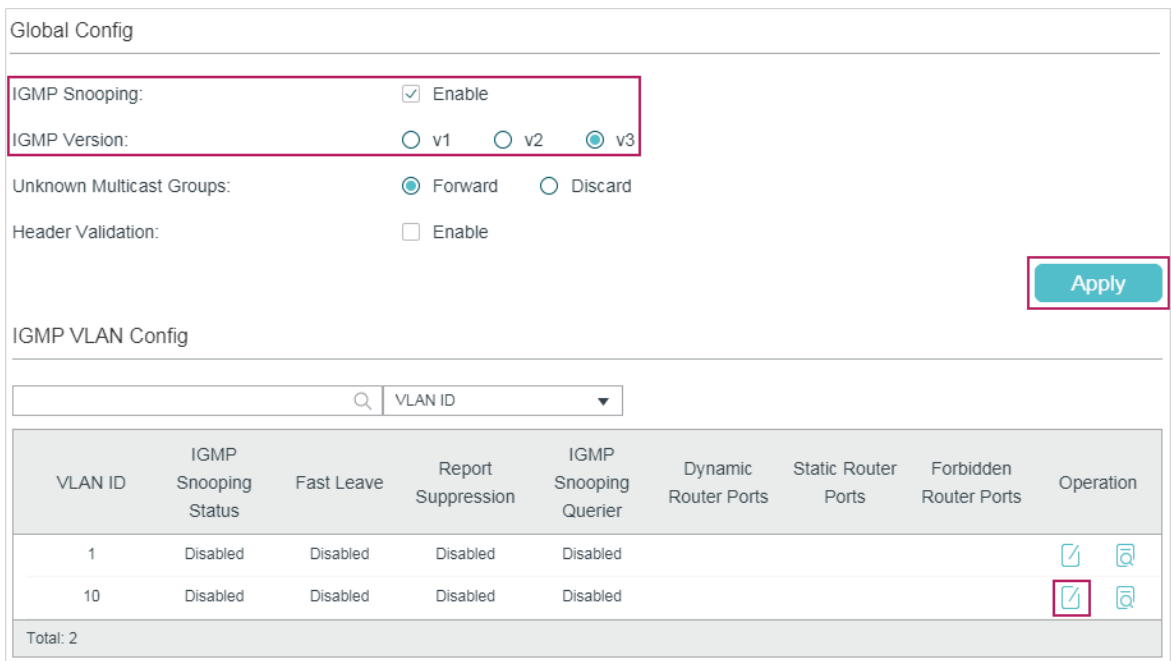 Global Config
IGMP Snooping: Enable
IGMP Version: v1 v2 v3
Unknown Multicast Groups: Forward Discard
Header Validation: Enable
Apply
IGMP VLAN Config
VLAN ID
VLAN ID IGMP Snooping Status Fast Leave Report Suppression IGMP Snooping Querier Dynamic Router Ports Static Router Ports Forbidden Router Ports Operation
1 Disabled Disabled Disabled Disabled
10 Disabled Disabled Disabled Disabled
Total: 2